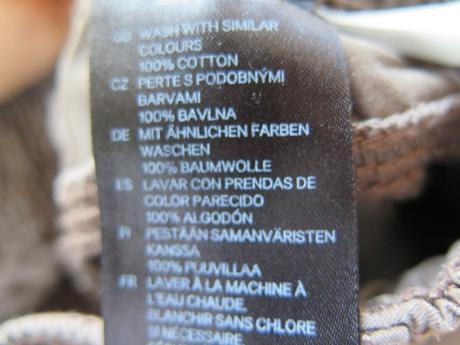 GB WASH WITH SIMILAR
COLOURS
100% COTTON
CZ PERTE S PODOBNÝMI
BARVAMI
100% BAVLNA
DE MIT ÄHNLICHEN FARBEN
WASCHEN
100% BAUMWOLLE
ES LAVAR CON PRENDAS DE
COLOR PARECIDO
100% ALGODÓN
FI PESTÄÄN SAMANVÄRISTEN
KANSSA
100% PUUVILLAA
FR LAVER À LA MACHINE À
L'EAU CHAUDE,
BLANCHIR SANS CHLORE
SI NÉCESSAIRE